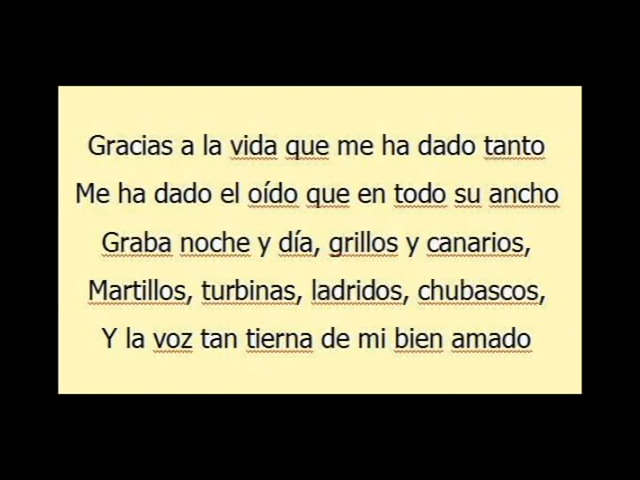 Gracias a la vida que me ha dado tanto
Me ha dado el oído que en todo su ancho
Graba noche y día, grillos y canarios,
Martillos, turbinas, ladridos, chubascos,
Y la voz tan tierna de mi bien amado